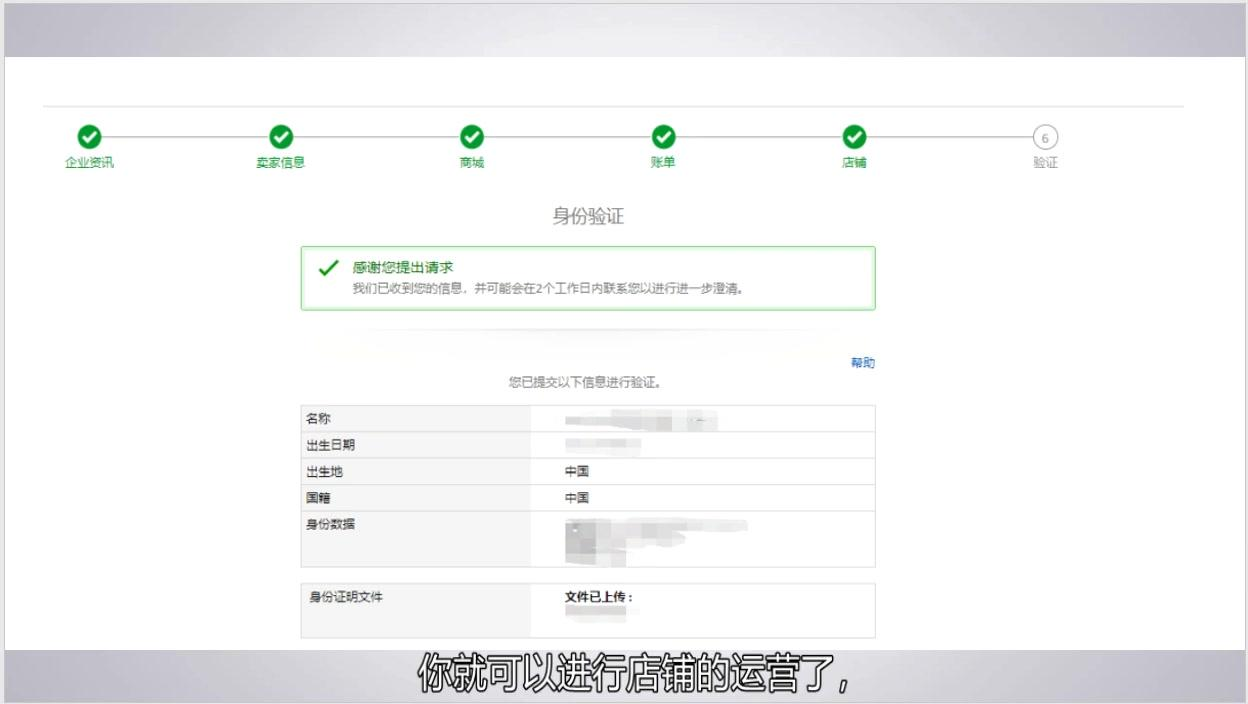 企业资讯
卖家信息
商城
账单
店铺
6
验证
身份验证
感谢您提出请求
我们已收到您的信息，并可能会在2个工作日内联系您以进行进一步澄清。
帮助
您已提交以下信息进行验证。
名称
出生日期
出生地 中国
国籍 中国
身份数据
身份证明文件 文件已上传：
你就可以进行店铺的运营了，